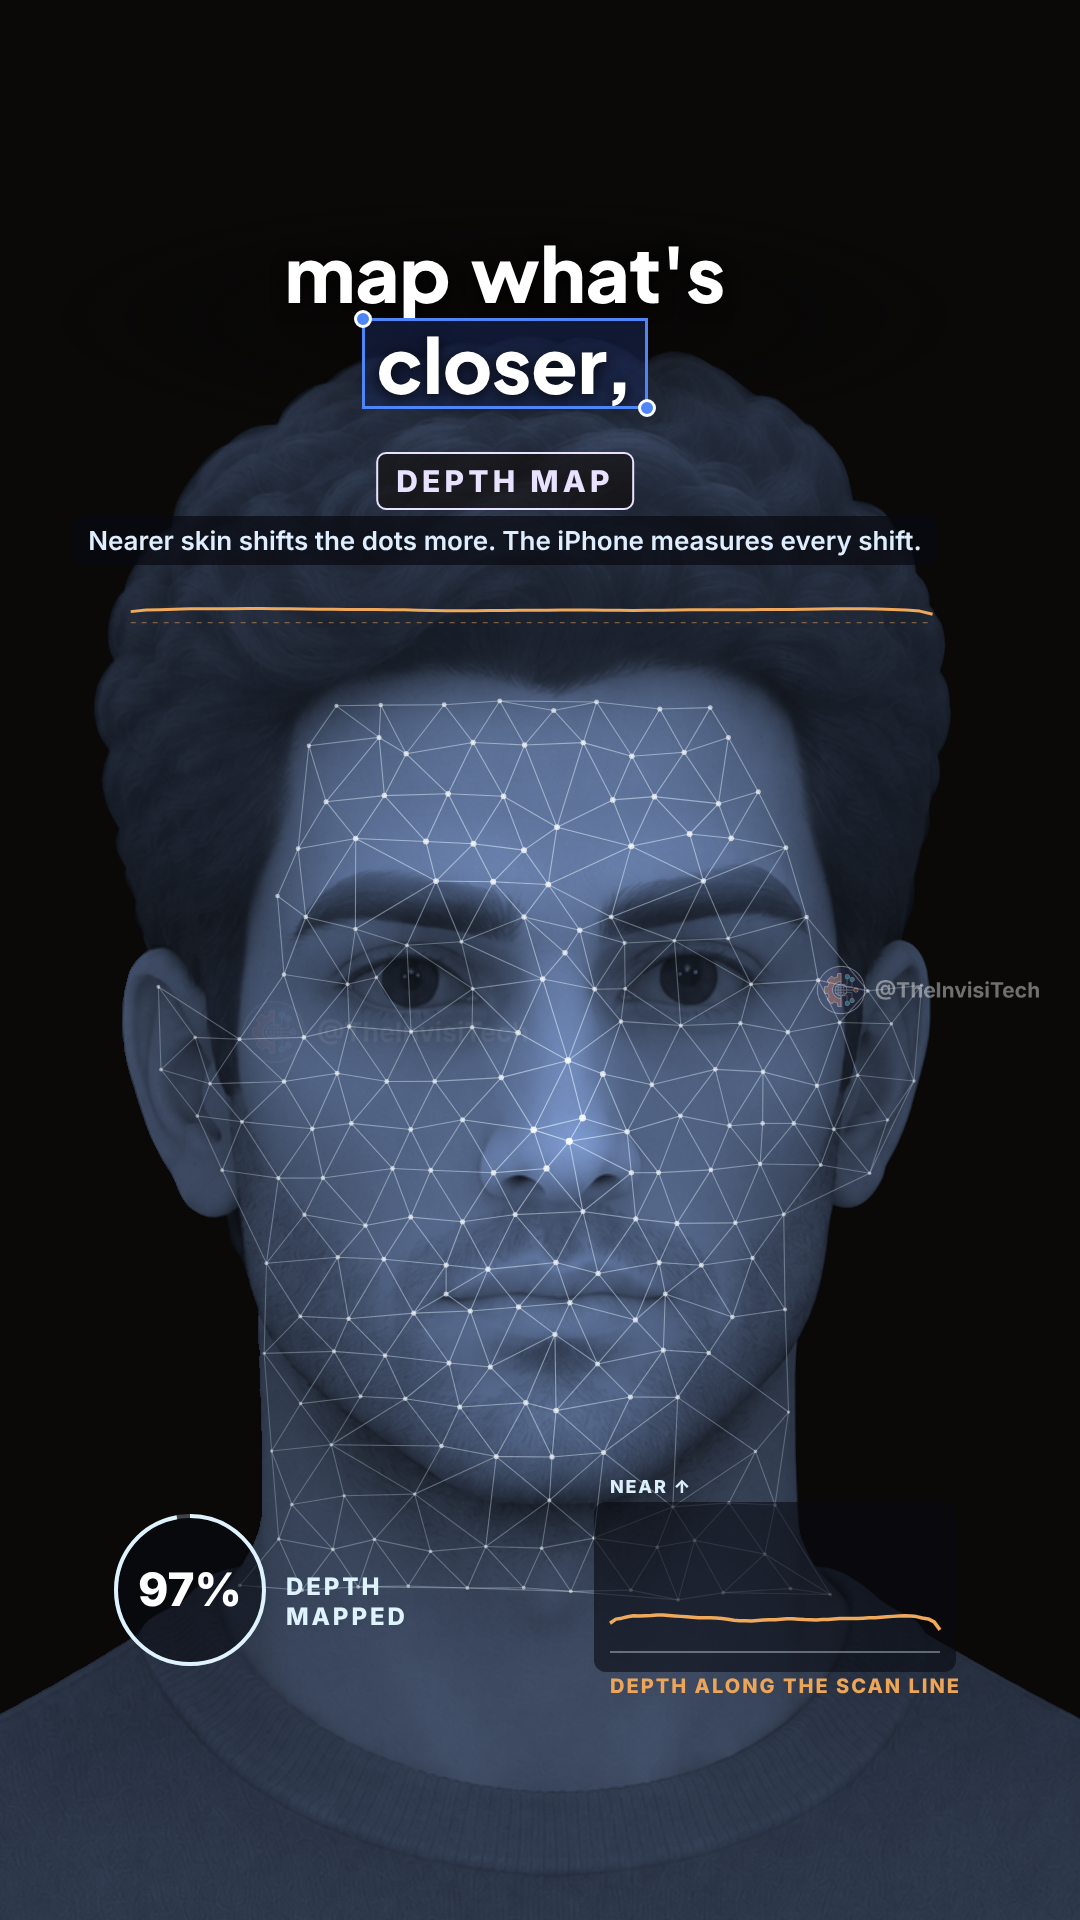 map what's
closer,
DEPTH MAP
Nearer skin shifts the dots more. The iPhone measures every shift.
@TheInvisiTech
@TheInvisiTech
NEAR ↑
97%
DEPTH
MAPPED
DEPTH ALONG THE SCAN LINE